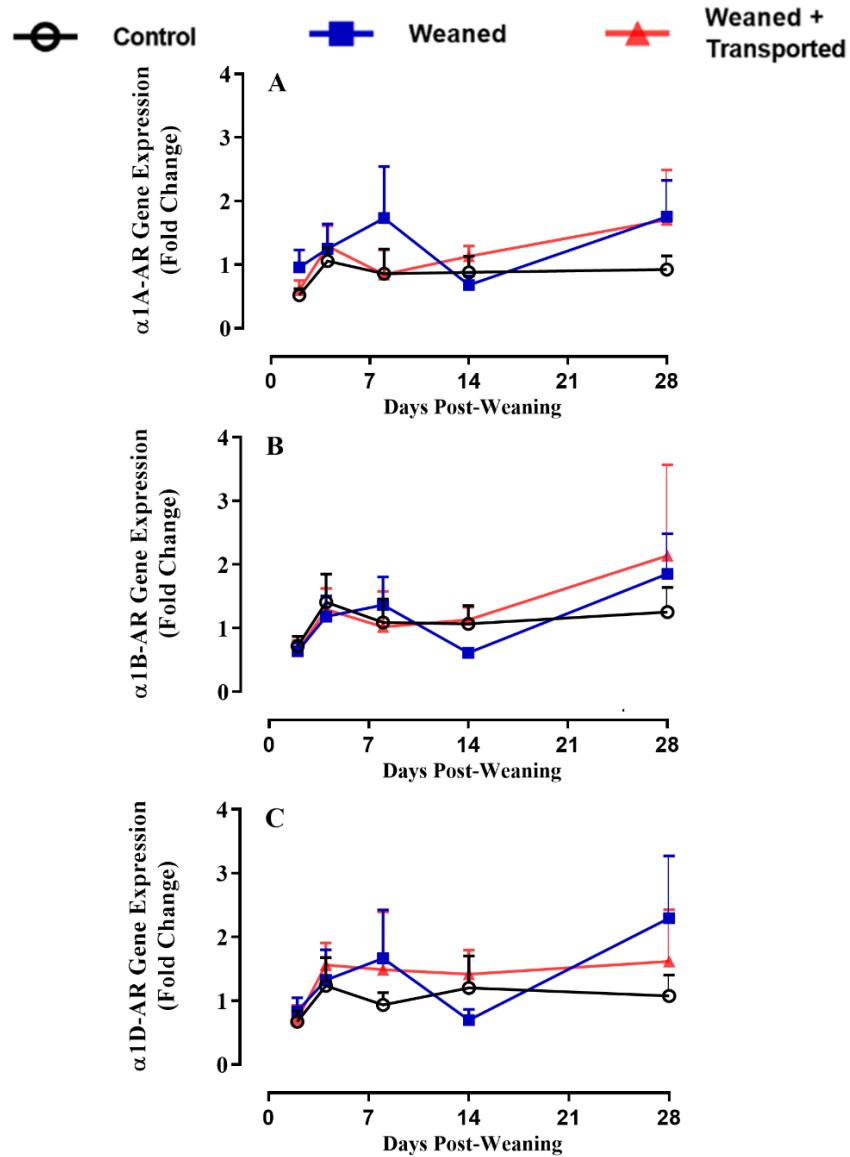 Control
Weaned
Weaned +
Transported
A
α1A-AR Gene Expression
(Fold Change)
4
3
2
1
0
0 7 14 21 28
Days Post-Weaning
B
α1B-AR Gene Expression
(Fold Change)
4
3
2
1
0
0 7 14 21 28
Days Post-Weaning
C
α1D-AR Gene Expression
(Fold Change)
4
3
2
1
0
0 7 14 21 28
Days Post-Weaning